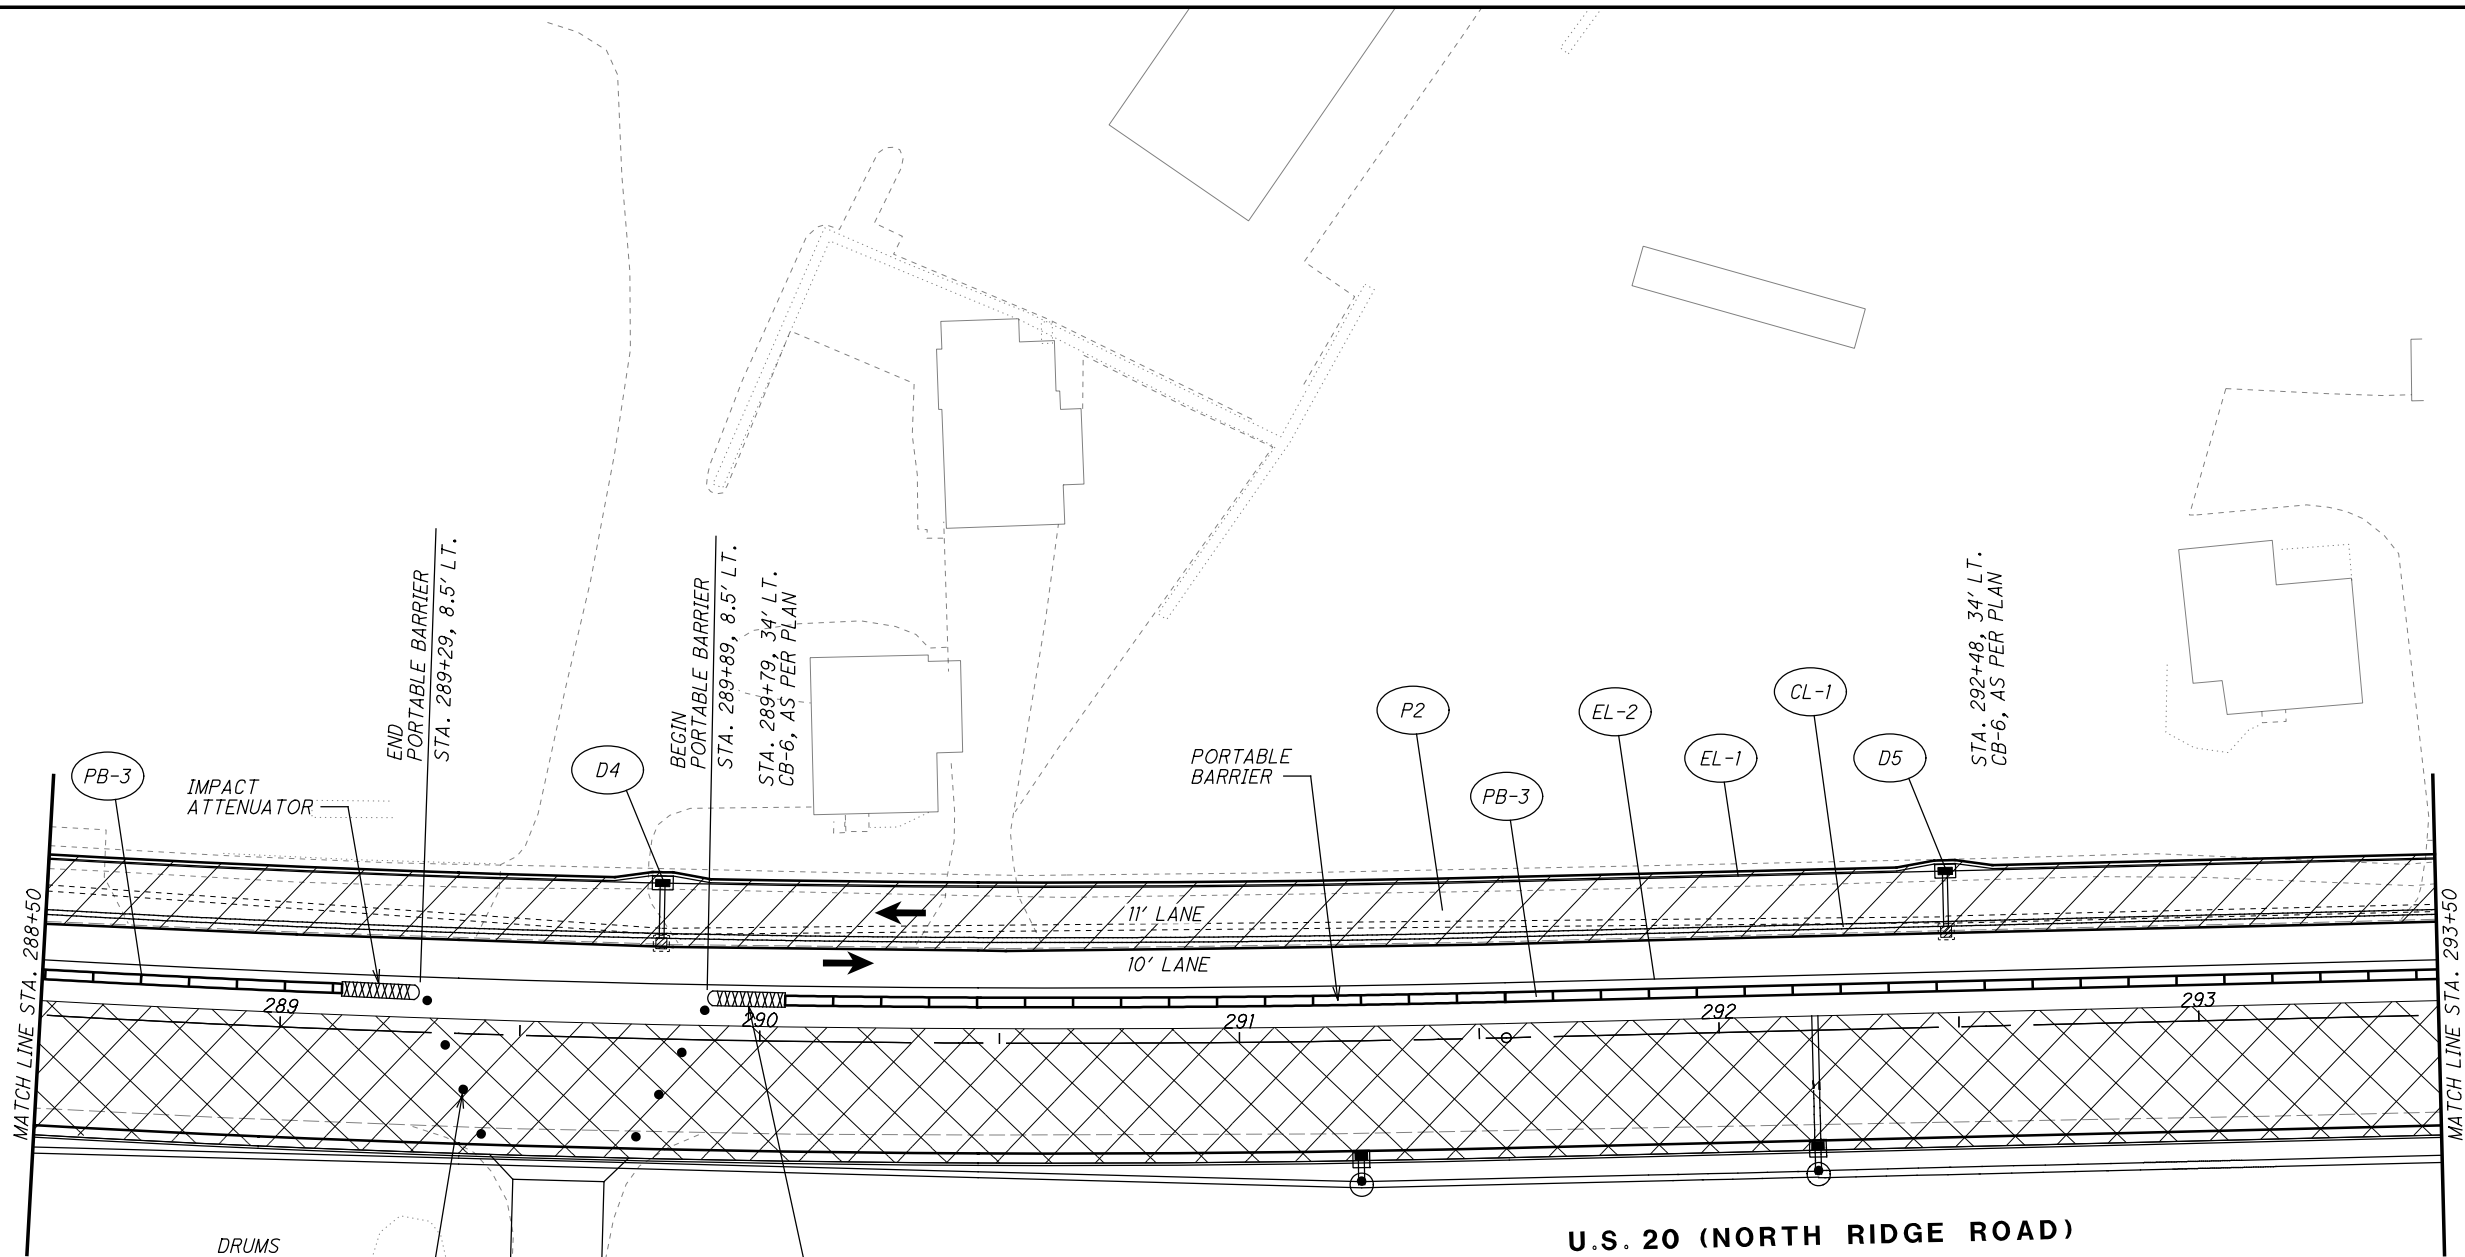 END
PORTABLE BARRIER
STA. 289+29, 8.5' LT.
BEGIN
PORTABLE BARRIER
STA. 289+89, 8.5' LT.
STA. 289+79, 34' LT.
CB-6, AS PER PLAN
STA. 292+48, 34' LT.
CB-6, AS PER PLAN
PB-3
IMPACT
ATTENUATOR
D4
PORTABLE
BARRIER
P2
PB-3
EL-2
EL-1
CL-1
D5
MATCH LINE STA. 288+50
11' LANE
10' LANE
289
290
291
292
293
MATCH LINE STA. 293+50
DRUMS
U.S. 20 (NORTH RIDGE ROAD)